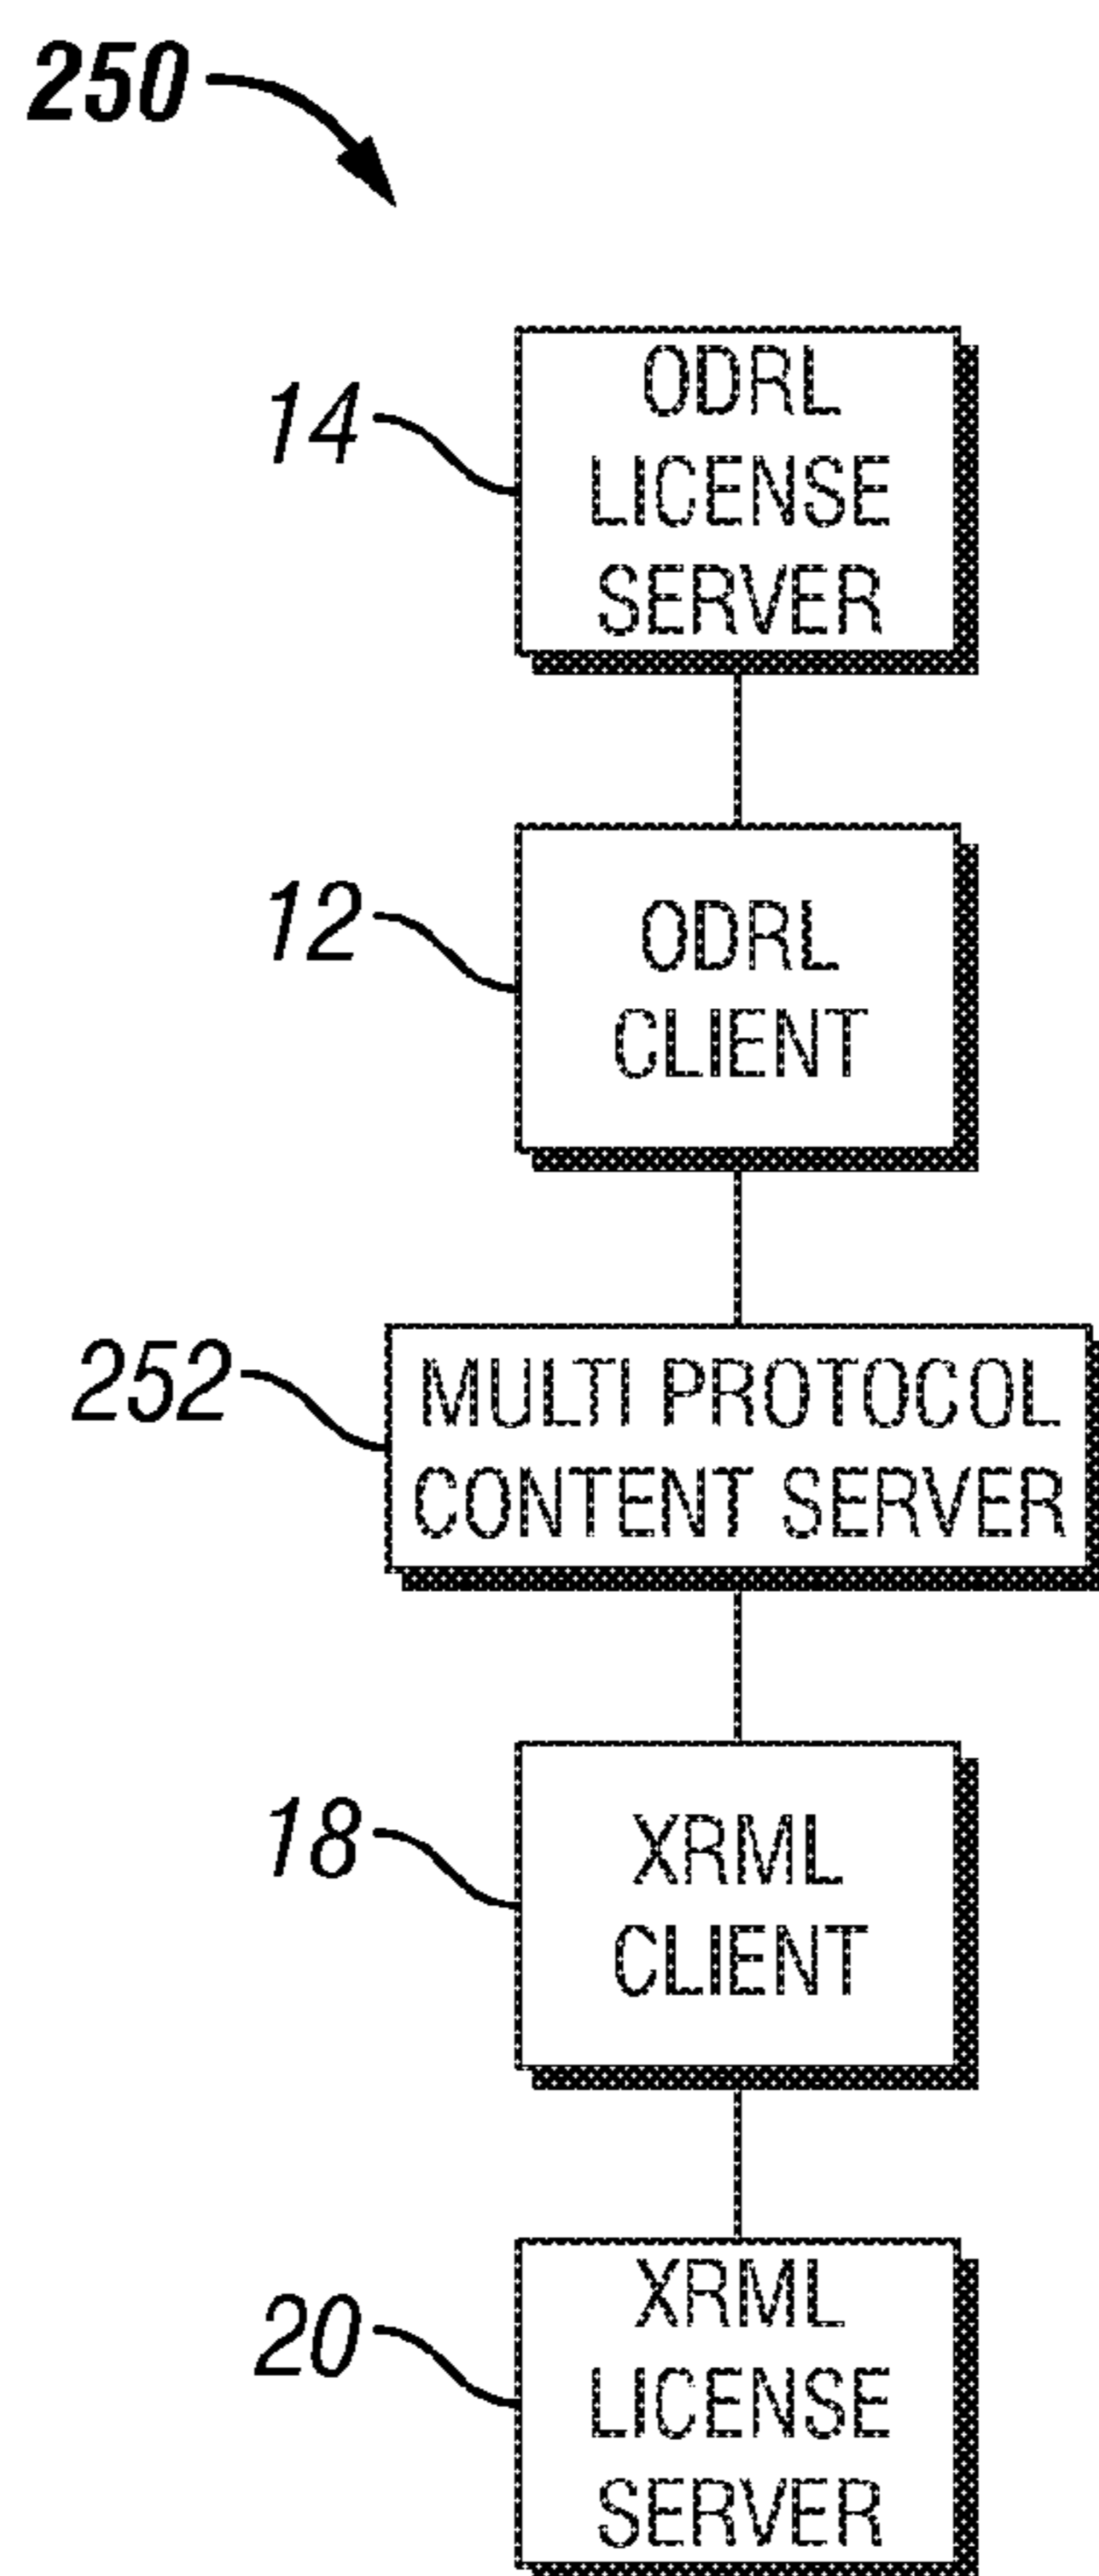 250
14
ODRL
LICENSE
SERVER
12
ODRL
CLIENT
252
MULTI PROTOCOL
CONTENT SERVER
18
XRML
CLIENT
20
XRML
LICENSE
SERVER